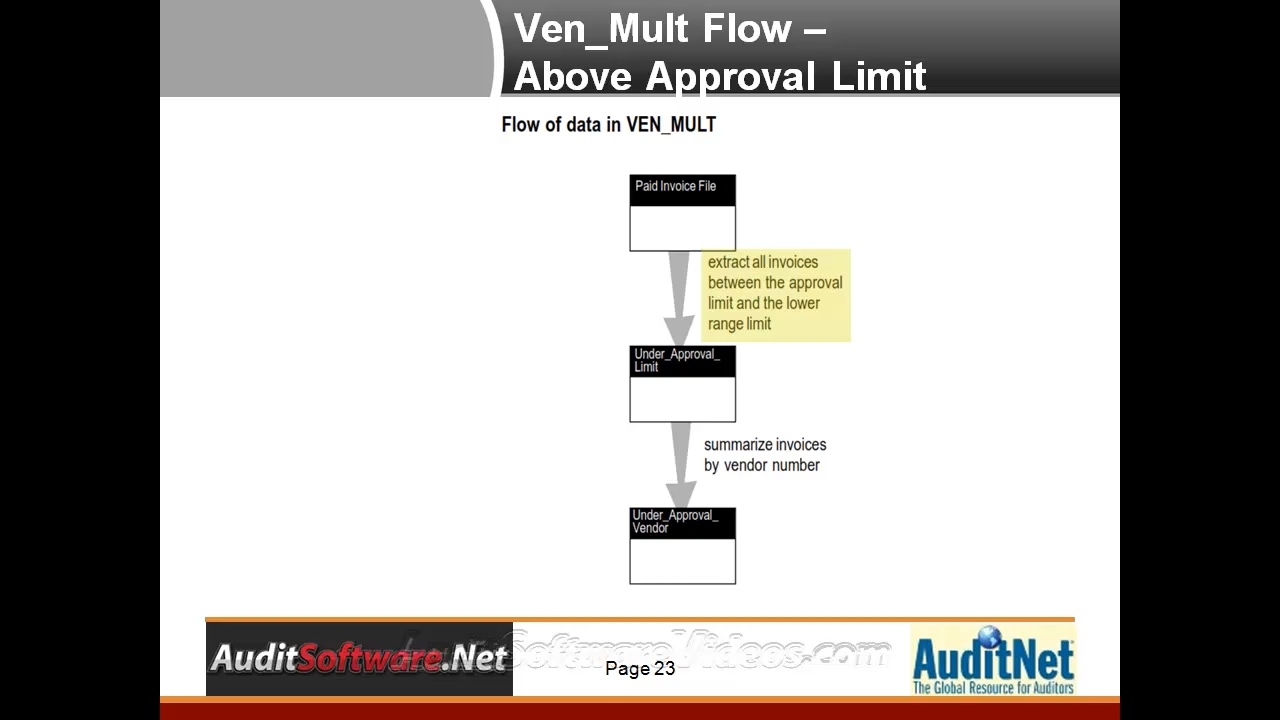 Ven_Mult Flow –
Above Approval Limit
Flow of data in VEN_MULT
Paid Invoice File
extract all invoices
between the approval
limit and the lower
range limit
Under_Approval_
Limit
summarize invoices
by vendor number
Under_Approval_
Vendor
AuditSoftware.Net
SoftwareVideos.com
Page 23
AuditNet
The Global Resource for Auditors